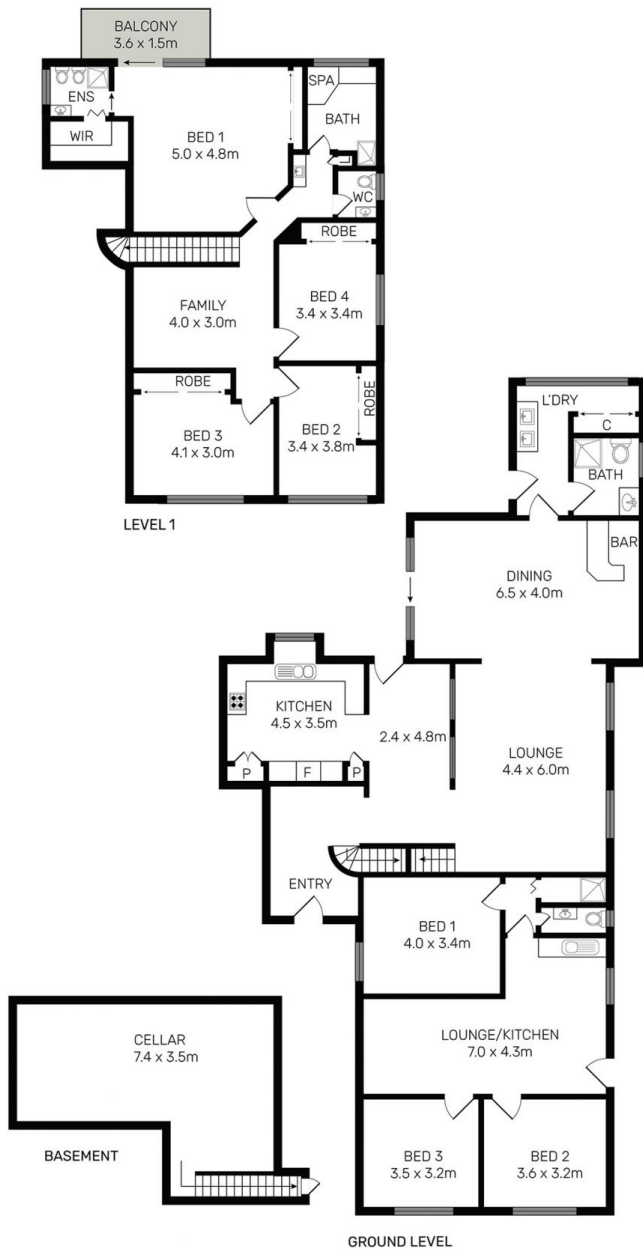 BALCONY
3.6 x 1.5m
ENS
WIR
BED 1
5.0 x 4.8m
SPA
BATH
L
WC
ROBE
FAMILY
4.0 x 3.0m
BED 4
3.4 x 3.4m
ROBE
BED 3
4.1 x 3.0m
BED 2
3.4 x 3.8m
ROBE
LEVEL 1
L'DRY
C
BATH
BAR
DINING
6.5 x 4.0m
KITCHEN
4.5 x 3.5m
P
F
P
2.4 x 4.8m
LOUNGE
4.4 x 6.0m
ENTRY
BED 1
4.0 x 3.4m
LOUNGE/KITCHEN
7.0 x 4.3m
BED 3
3.5 x 3.2m
BED 2
3.6 x 3.2m
GROUND LEVEL
CELLAR
7.4 x 3.5m
BASEMENT